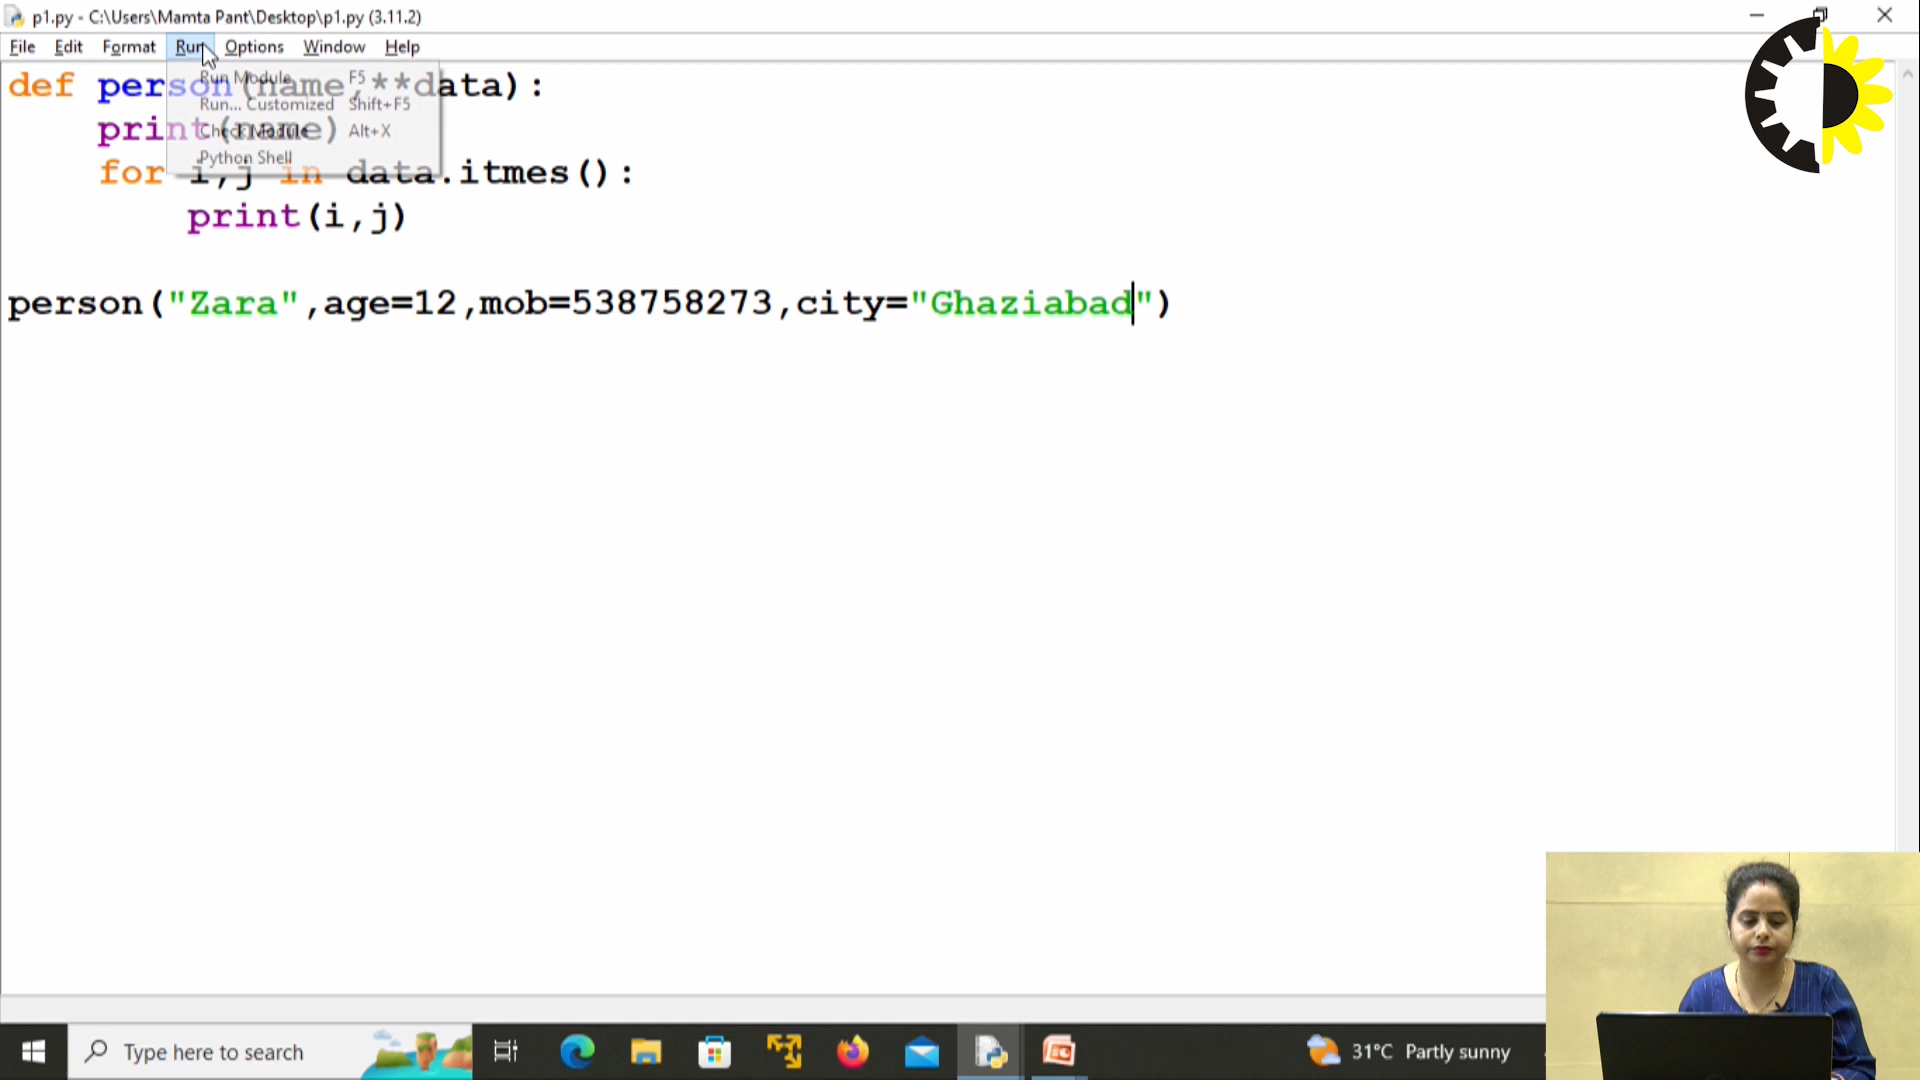 p1.py - C:\Users\Mamta Pant\Desktop\p1.py (3.11.2)
File Edit Format Run Options Window Help
Run Module F5
Run... Customized Shift+F5
Check Module Alt+X
Python Shell
def person(name,**data):
print(name)
for i,j in data.itmes():
print(i,j)
person("Zara",age=12,mob=538758273,city="Ghaziabad")
Type here to search
31°C Partly sunny